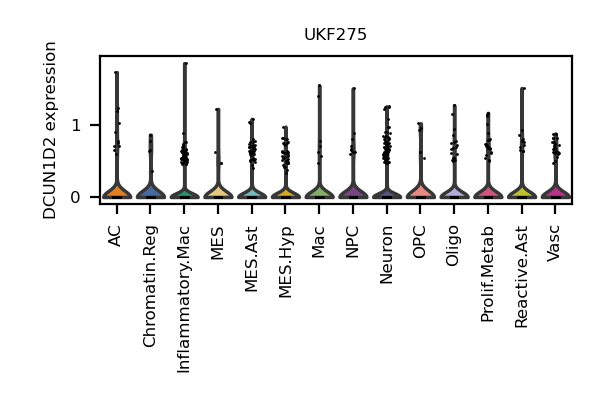 UKF275
DCUN1D2 expression
1
0
AC
Chromatin.Reg
Inflammatory.Mac
MES
MES.Ast
MES.Hyp
Mac
NPC
Neuron
OPC
Oligo
Prolif.Metab
Reactive.Ast
Vasc